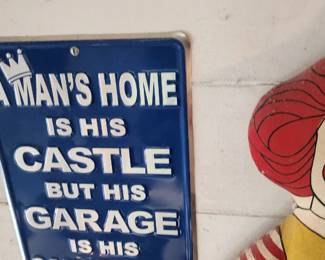 A MAN'S HOME
IS HIS
CASTLE
BUT HIS
GARAGE
IS HIS